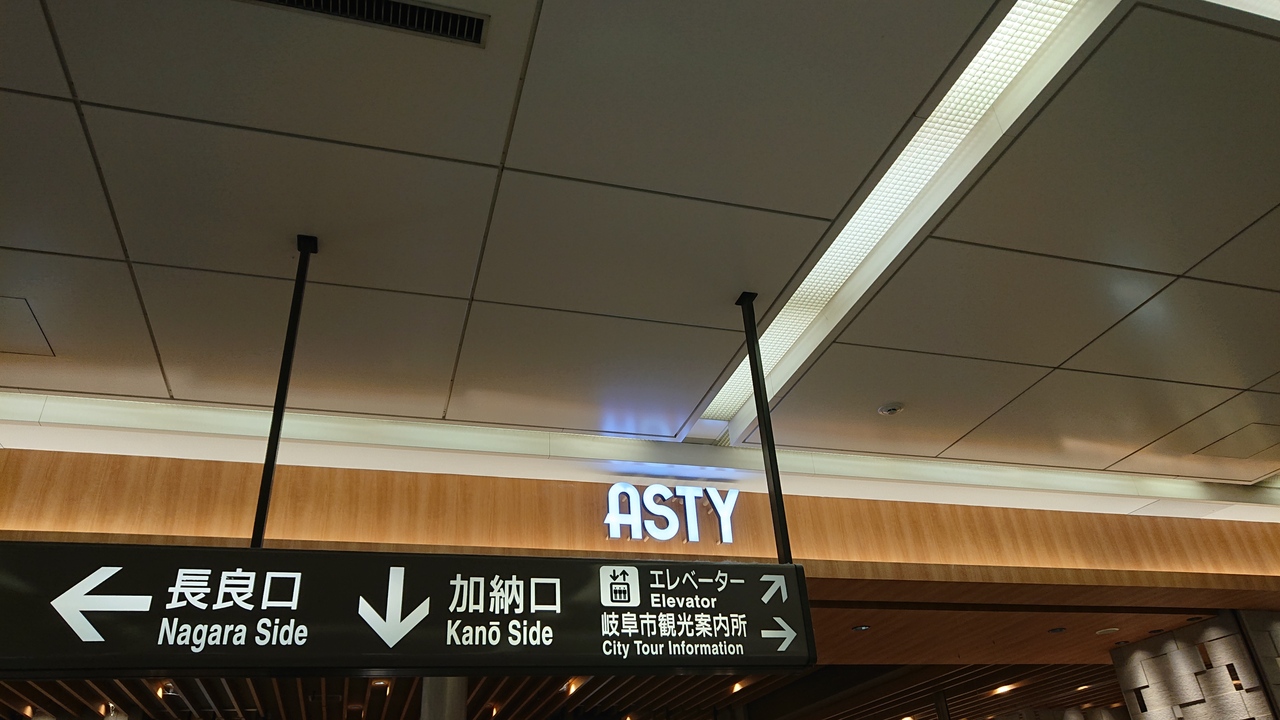 ASTY
長良口
Nagara Side
加納口
Kanō Side
エレベーター
Elevator
岐阜市観光案内所
City Tour Information